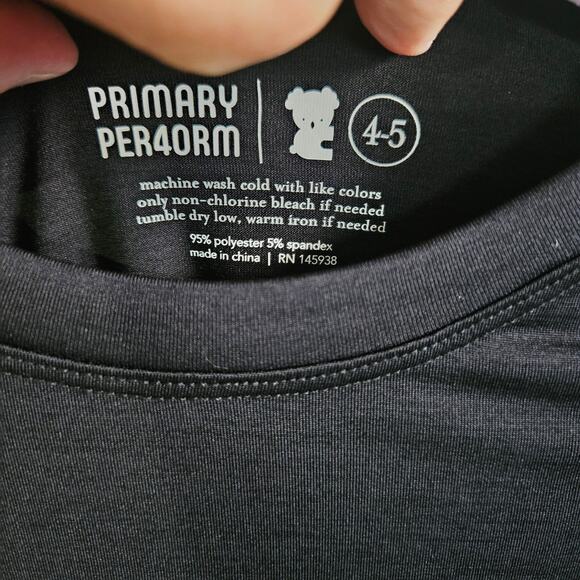 PRIMARY
PER4ORM
4-5
machine wash cold with like colors
only non-chlorine bleach if needed
tumble dry low, warm iron if needed
95% polyester 5% spandex
made in china | RN 145938